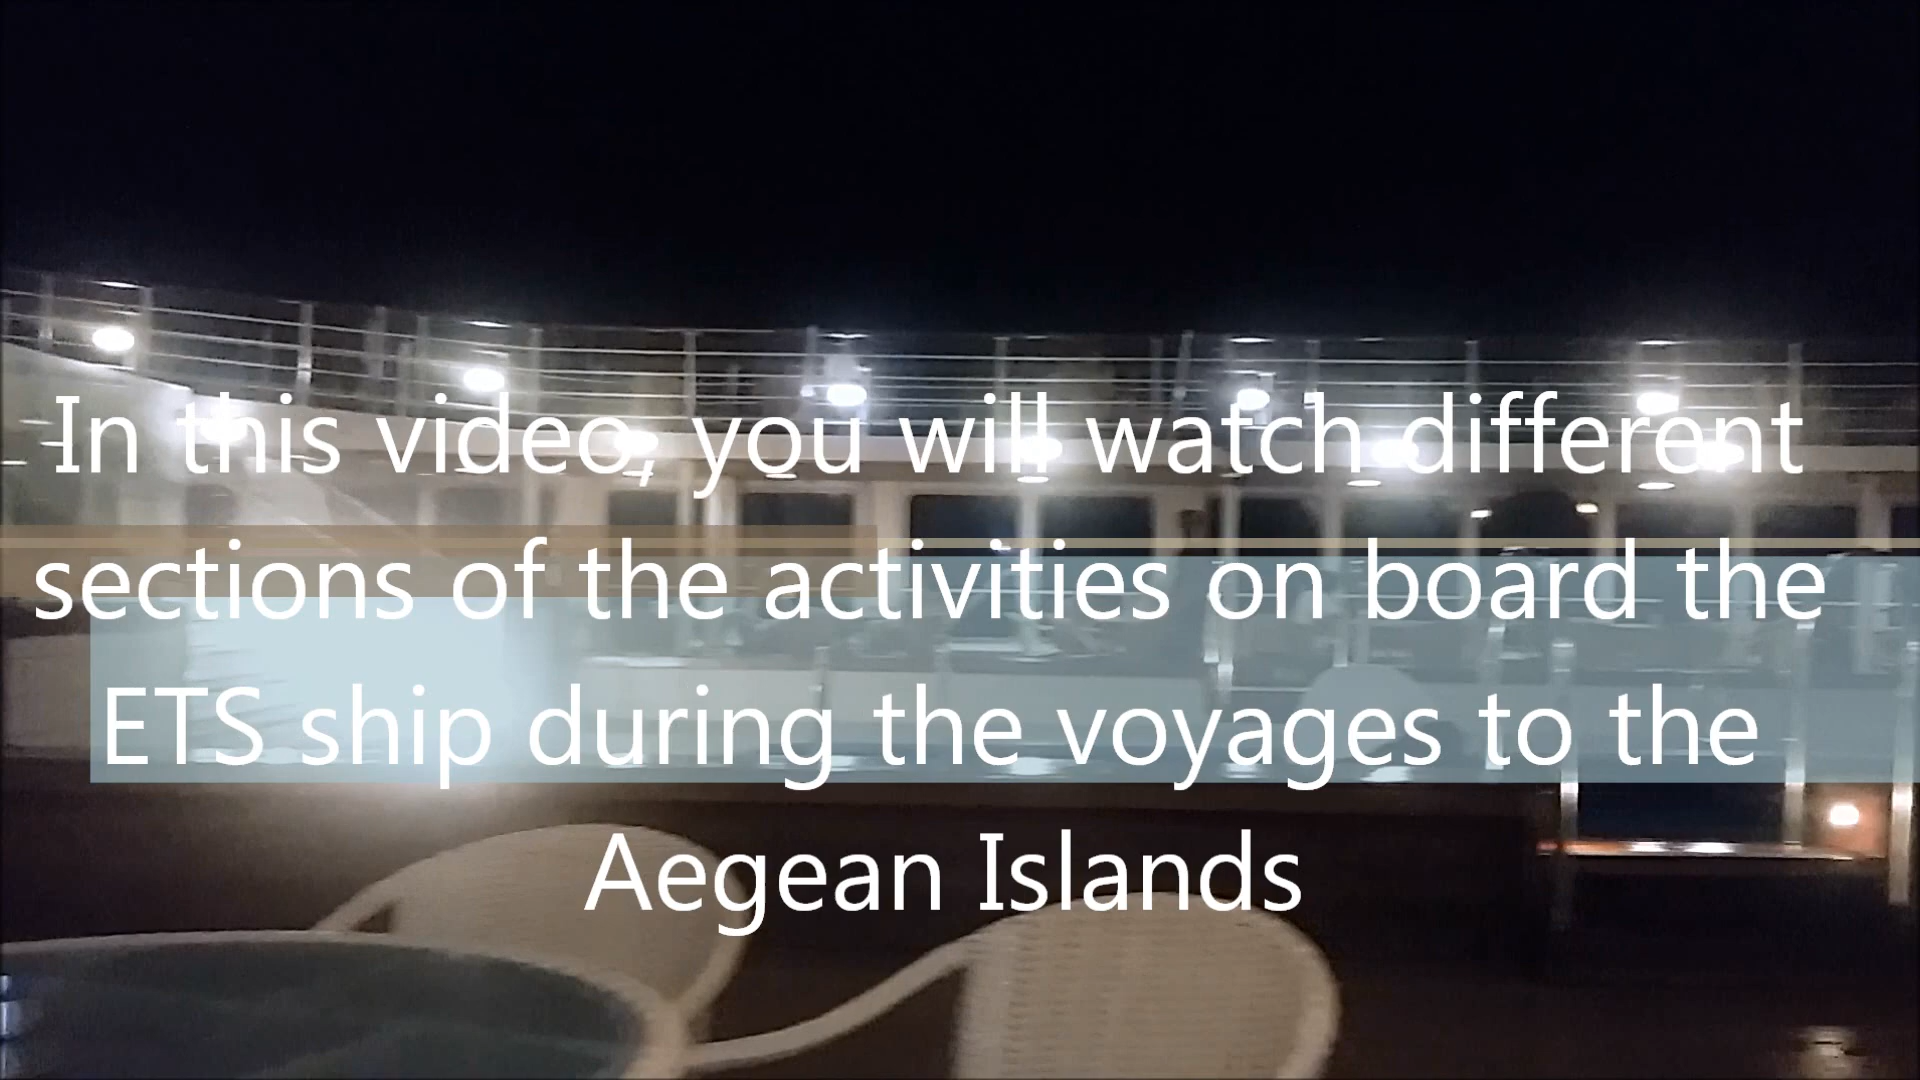 In this video, you will watch different
sections of the activities on board the
ETS ship during the voyages to the
Aegean Islands